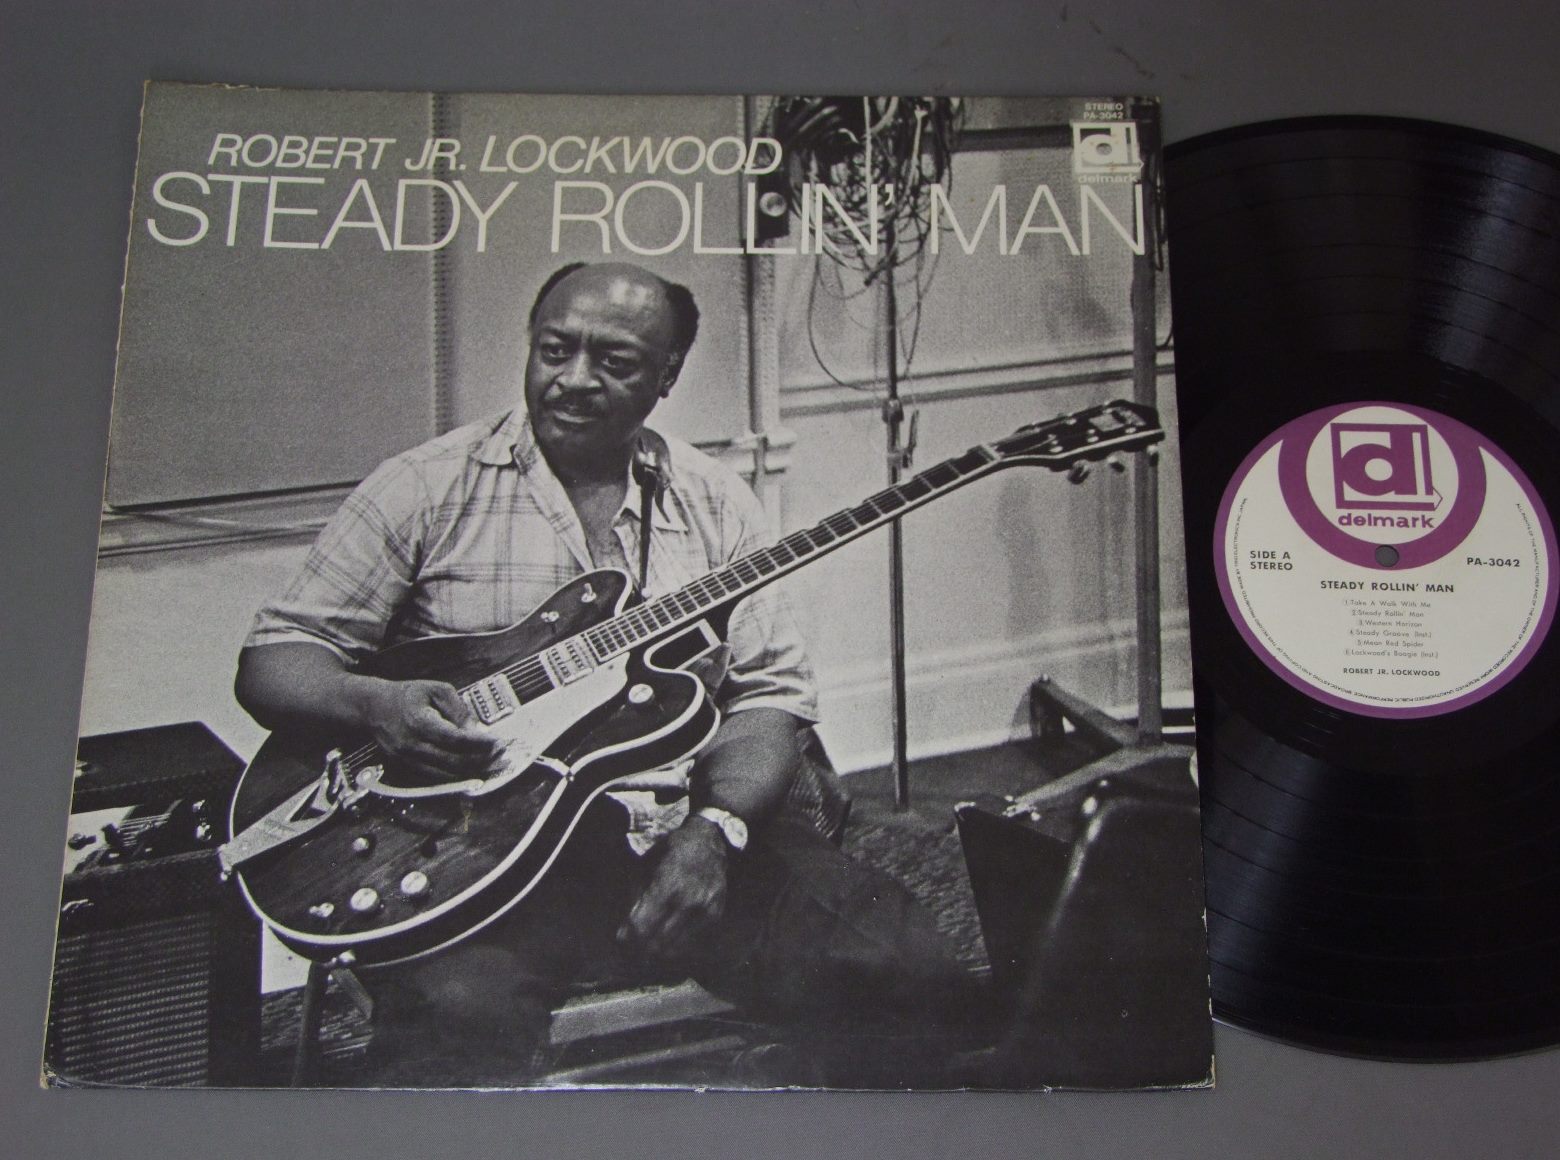 STEREO
PA-3042
d
delmark
ROBERT JR. LOCKWOOD
STEADY ROLLIN' MAN
d
delmark
SIDE A
STEREO
PA-3042
STEADY ROLLIN' MAN
1. Take A Walk With Me
2. Steady Rollin' Man
3. Western Horizon
4. Steady Groove (Inst.)
5. Mean Red Spider
6. Lockwood's Boogie (Inst.)
ROBERT JR. LOCKWOOD